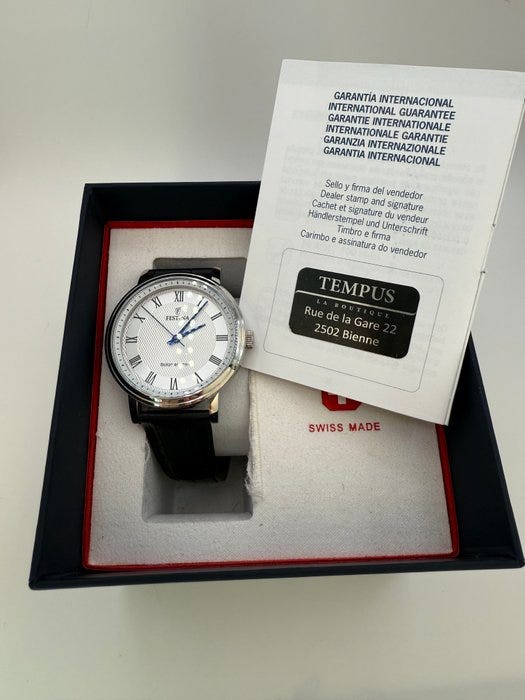 GARANTÍA INTERNACIONAL
INTERNATIONAL GUARANTEE
GARANTIE INTERNATIONALE
INTERNATIONALE GARANTIE
GARANZIA INTERNAZIONALE
GARANTIA INTERNACIONAL
Sello y firma del vendedor
Dealer stamp and signature
Cachet et signature du vendeur
Händlerstempel und Unterschrift
Timbro e firma
Carimbo e assinatura do vendedor
TEMPUS
LA BOUTIQUE
Rue de la Gare 22
2502 Bienne
XII
FESTINA
SWISS MADE